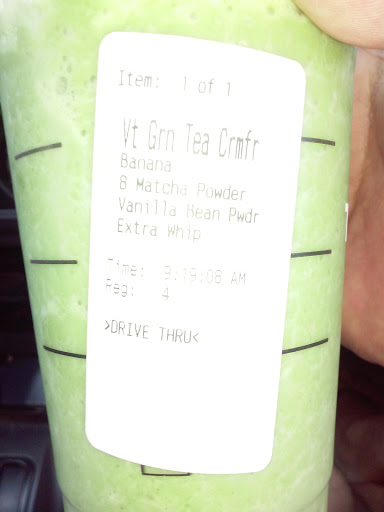 Item: 1 of 1
Vt Grn Tea Crmfr
Banana
8 Matcha Powder
Vanilla Bean Pwdr
Extra Whip
Time: 9:19:08 AM
Reg: 4
>DRIVE THRU<